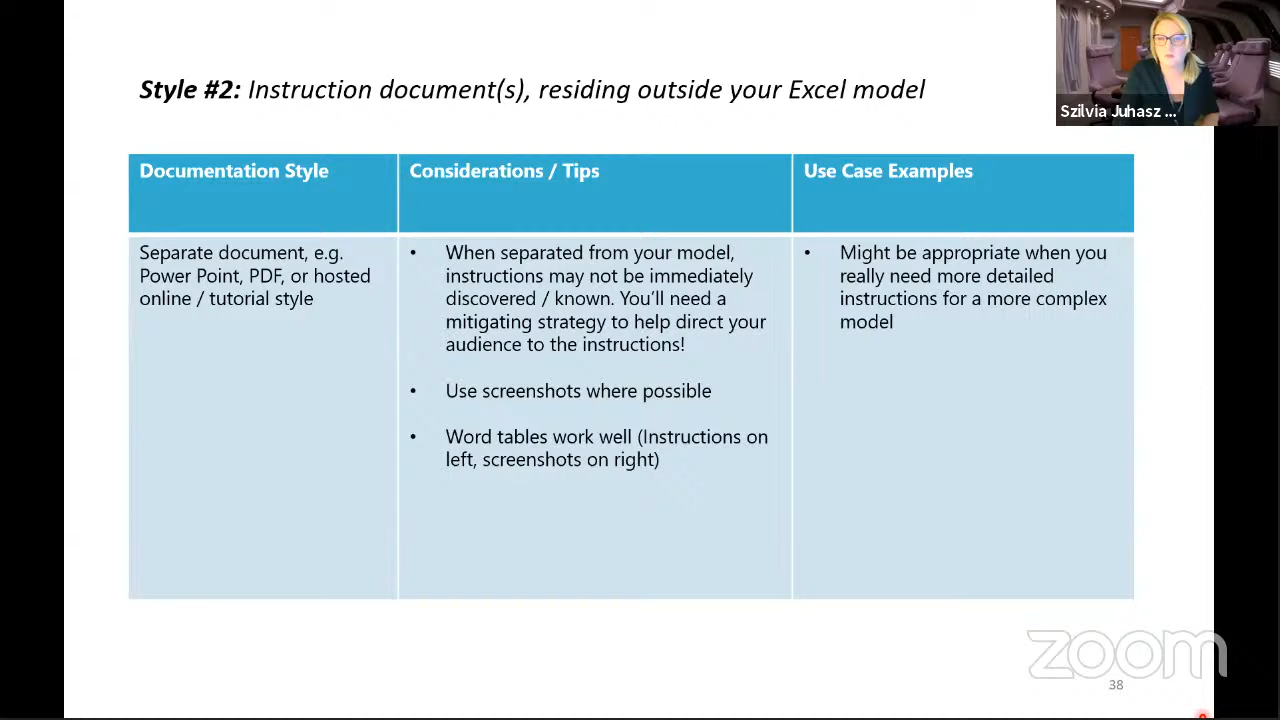 Style #2: Instruction document(s), residing outside your Excel model
Szilvia Juhasz ...
Documentation Style
Considerations / Tips
Use Case Examples
Separate document, e.g.
Power Point, PDF, or hosted
online / tutorial style
• When separated from your model,
instructions may not be immediately
discovered / known. You'll need a
mitigating strategy to help direct your
audience to the instructions!
• Use screenshots where possible
• Word tables work well (Instructions on
left, screenshots on right)
• Might be appropriate when you
really need more detailed
instructions for a more complex
model
zoom
38